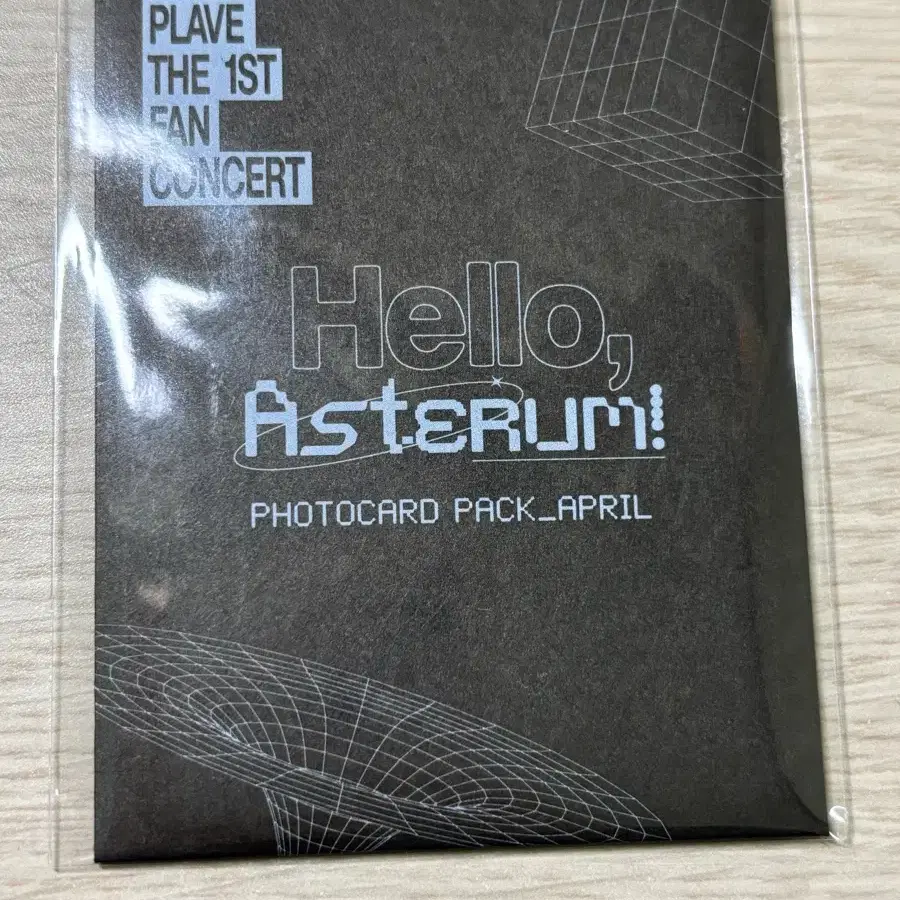 PLAVE
THE 1ST
FAN
CONCERT
Hello,
Asterum!
PHOTOCARD PACK_APRIL